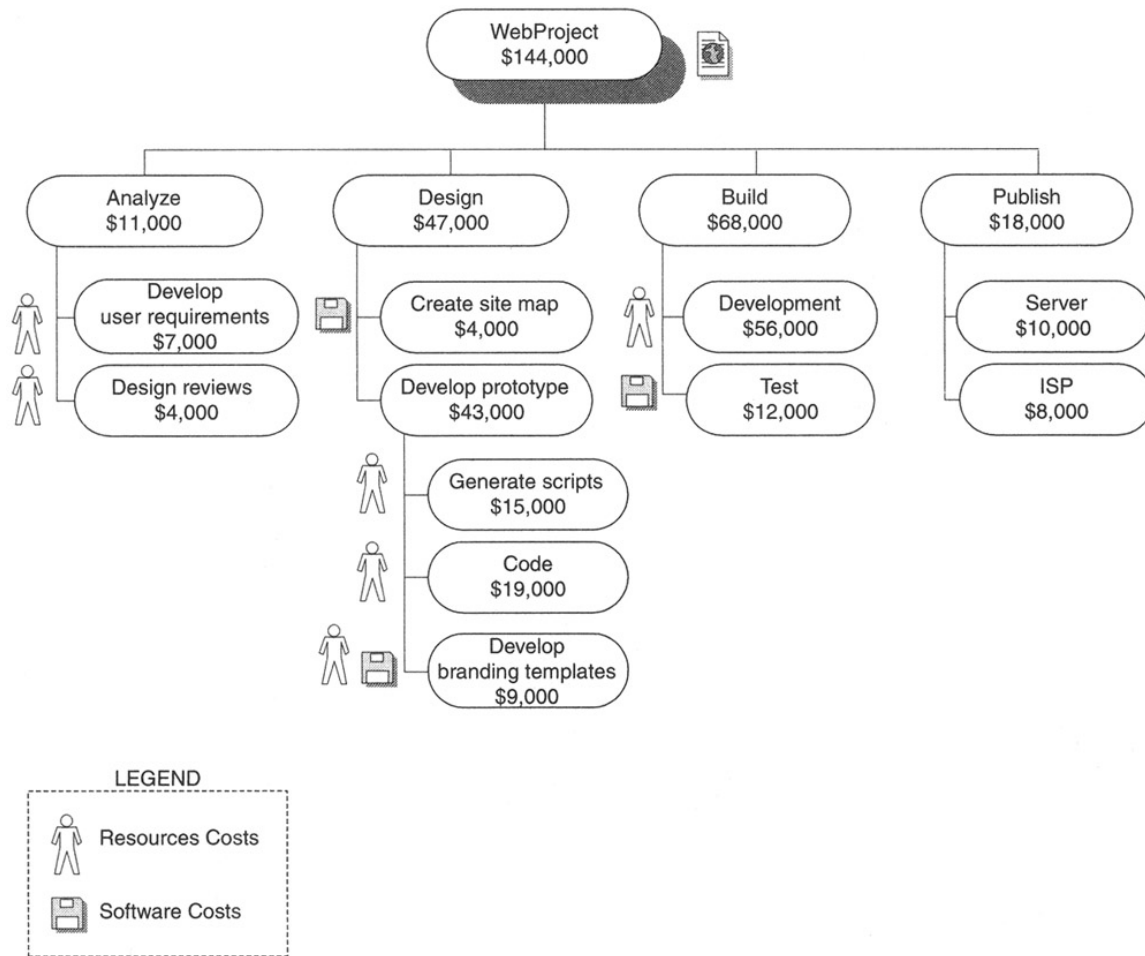 WebProject
$144,000
Analyze
$11,000
Develop
user requirements
$7,000
Design reviews
$4,000
Design
$47,000
Create site map
$4,000
Develop prototype
$43,000
Generate scripts
$15,000
Code
$19,000
Develop
branding templates
$9,000
Build
$68,000
Development
$56,000
Test
$12,000
Publish
$18,000
Server
$10,000
ISP
$8,000
LEGEND
Resources Costs
Software Costs